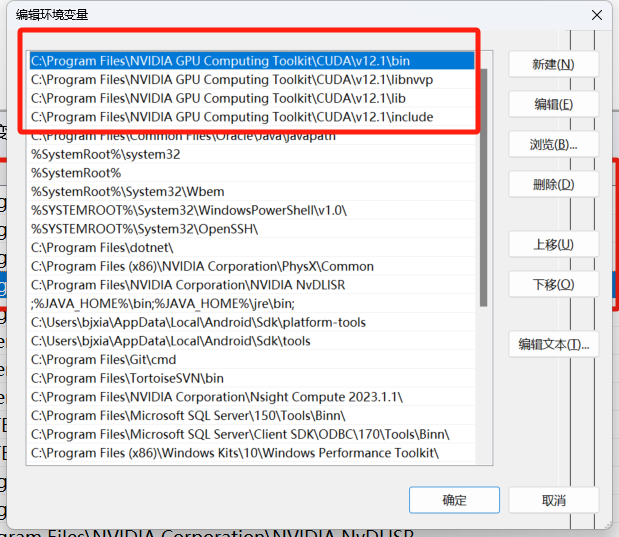 编辑环境变量
C:\Program Files\NVIDIA GPU Computing Toolkit\CUDA\v12.1\bin
C:\Program Files\NVIDIA GPU Computing Toolkit\CUDA\v12.1\libnvvp
C:\Program Files\NVIDIA GPU Computing Toolkit\CUDA\v12.1\lib
C:\Program Files\NVIDIA GPU Computing Toolkit\CUDA\v12.1\include
C:\Program Files\Common Files\Oracle\Java\javapath
%SystemRoot%\system32
%SystemRoot%
%SystemRoot%\System32\Wbem
%SYSTEMROOT%\System32\WindowsPowerShell\v1.0\
%SYSTEMROOT%\System32\OpenSSH\
C:\Program Files\dotnet\
C:\Program Files (x86)\NVIDIA Corporation\PhysX\Common
C:\Program Files\NVIDIA Corporation\NVIDIA NvDLISR
;%JAVA_HOME%\bin;%JAVA_HOME%\jre\bin;
C:\Users\bjxia\AppData\Local\Android\Sdk\platform-tools
C:\Users\bjxia\AppData\Local\Android\Sdk\tools
C:\Program Files\Git\cmd
C:\Program Files\TortoiseSVN\bin
C:\Program Files\NVIDIA Corporation\Nsight Compute 2023.1.1\
C:\Program Files\Microsoft SQL Server\150\Tools\Binn\
C:\Program Files\Microsoft SQL Server\Client SDK\ODBC\170\Tools\Binn\
C:\Program Files (x86)\Windows Kits\10\Windows Performance Toolkit\
新建(N)
编辑(E)
浏览(B)...
删除(D)
上移(U)
下移(O)
编辑文本(T)...
确定
取消
gram Files\NVIDIA Corporation\NVIDIA NvDLISR